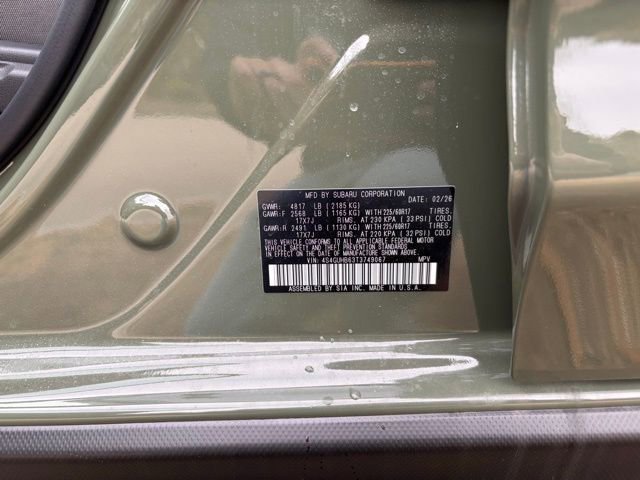 MFD BY SUBARU CORPORATION DATE: 02/26
GVWR: 4817 LB ( 2185 KG)
GAWR:F 2568 LB ( 1165 KG) WITH 225/60R17 TIRES,
17X7J RIMS, AT 230 KPA ( 33 PSI) COLD
GAWR:R 2491 LB ( 1130 KG) WITH 225/60R17 TIRES,
17X7J RIMS, AT 220 KPA ( 32 PSI) COLD
THIS VEHICLE CONFORMS TO ALL APPLICABLE FEDERAL MOTOR
VEHICLE SAFETY STANDARDS IN EFFECT ON THE DATE OF
MANUFACTURE SHOWN ABOVE.
VIN: 4S4GUHB63T3749067 MPV
ASSEMBLED BY SIA INC. MADE IN U.S.A.